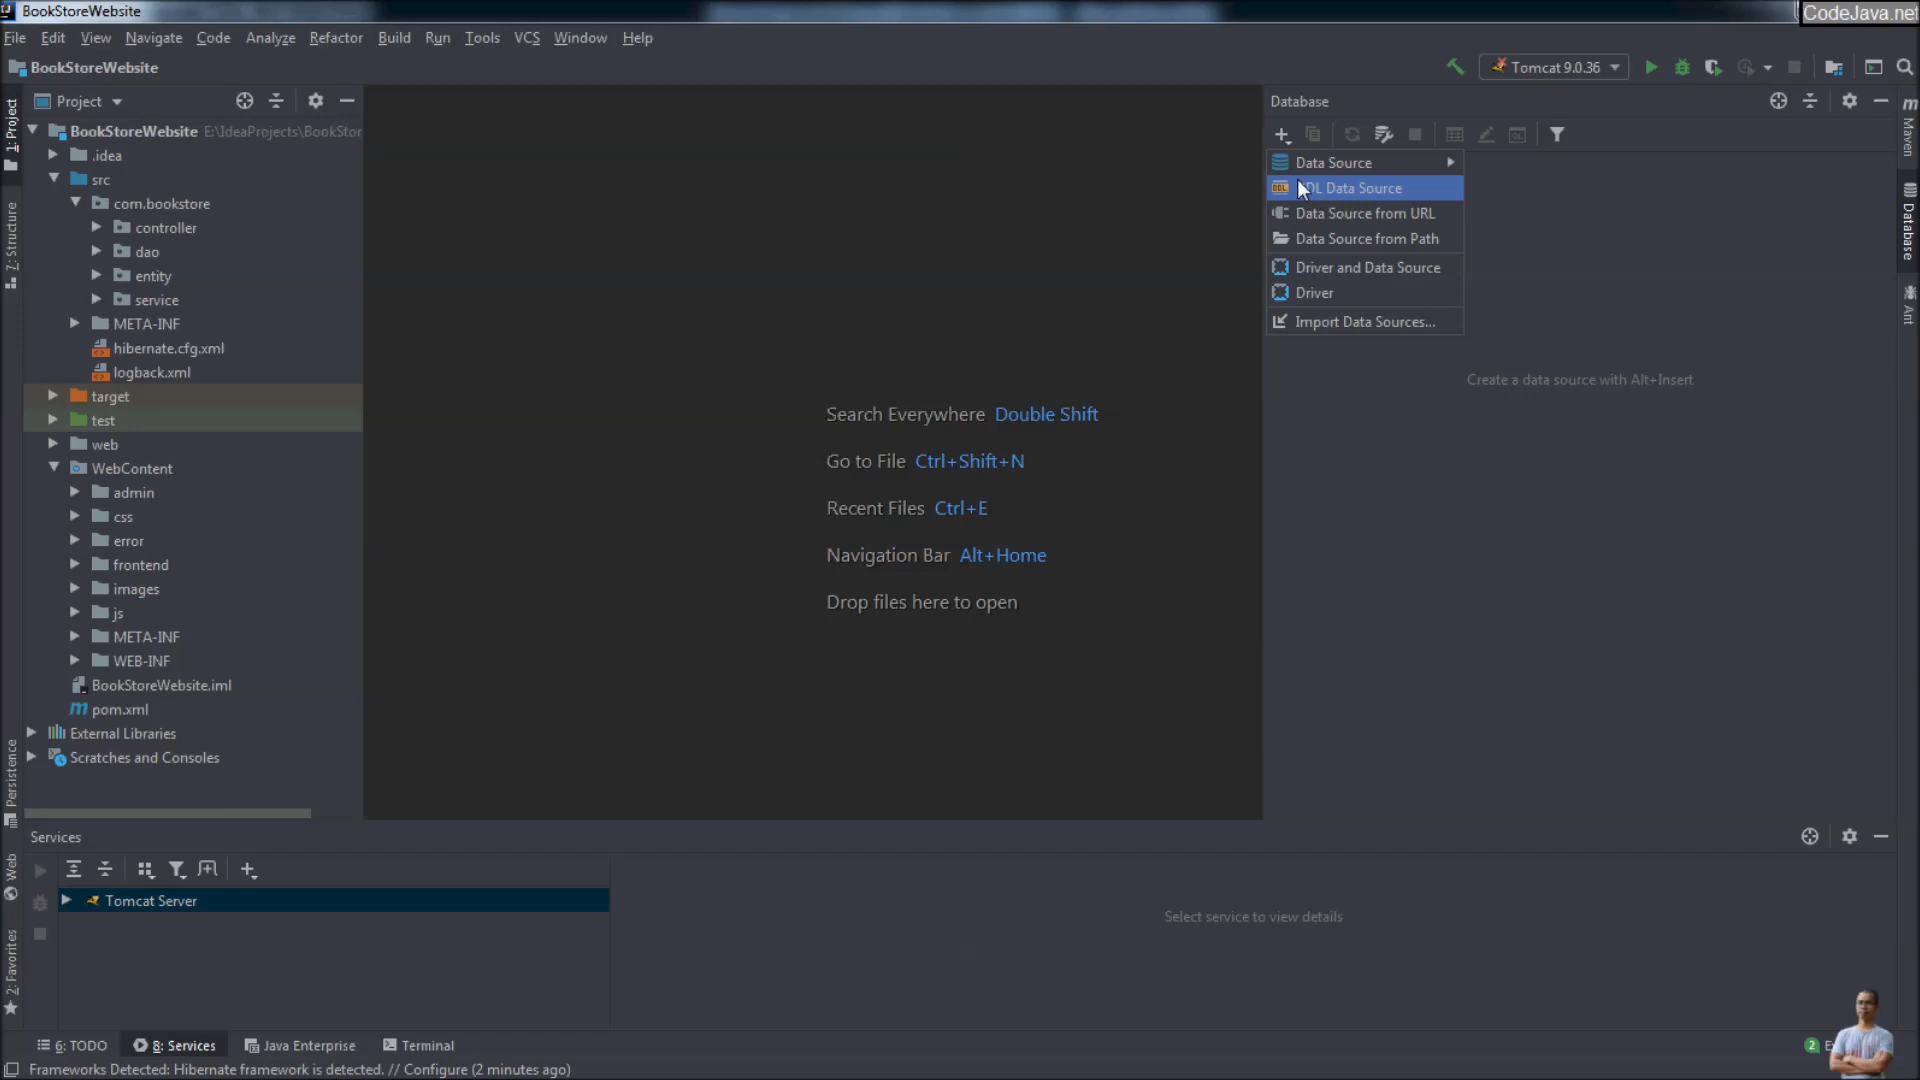 BookStoreWebsite
CodeJava.net
File Edit View Navigate Code Analyze Refactor Build Run Tools VCS Window Help
BookStoreWebsite
Tomcat 9.0.36
1: Project
7: Structure
Persistence
Web
2: Favorites
Project
BookStoreWebsite E:\IdeaProjects\BookStor
.idea
src
com.bookstore
controller
dao
entity
service
META-INF
hibernate.cfg.xml
logback.xml
target
test
web
WebContent
admin
css
error
frontend
images
js
META-INF
WEB-INF
BookStoreWebsite.iml
pom.xml
External Libraries
Scratches and Consoles
Search Everywhere Double Shift
Go to File Ctrl+Shift+N
Recent Files Ctrl+E
Navigation Bar Alt+Home
Drop files here to open
Database
Data Source
DL Data Source
Data Source from URL
Data Source from Path
Driver and Data Source
Driver
Import Data Sources...
Create a data source with Alt+Insert
Maven
Database
Ant
Services
Tomcat Server
Select service to view details
6: TODO 8: Services Java Enterprise Terminal
2 E
Frameworks Detected: Hibernate framework is detected. // Configure (2 minutes ago)